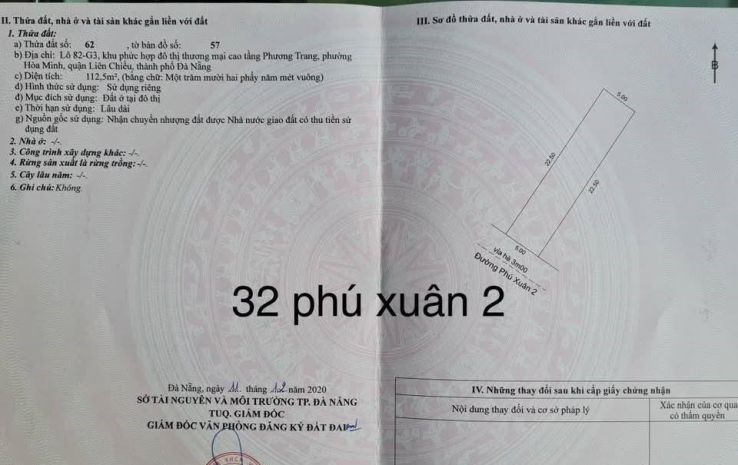 II. Thửa đất, nhà ở và tài sản khác gắn liền với đất
1. Thửa đất:
a) Thửa đất số: 62 , tờ bản đồ số: 57
b) Địa chỉ: Lô 82-G3, khu phức hợp đô thị thương mại cao tầng Phương Trang, phường
Hòa Minh, quận Liên Chiểu, thành phố Đà Nẵng
c) Diện tích: 112,5m², (bằng chữ: Một trăm mười hai phẩy năm mét vuông)
d) Hình thức sử dụng: Sử dụng riêng
đ) Mục đích sử dụng: Đất ở tại đô thị
e) Thời hạn sử dụng: Lâu dài
g) Nguồn gốc sử dụng: Nhận chuyển nhượng đất được Nhà nước giao đất có thu tiền sử
dụng đất
2. Nhà ở: -/-.
3. Công trình xây dựng khác: -/-.
4. Rừng sản xuất là rừng trồng: -/-.
5. Cây lâu năm: -/-.
6. Ghi chú: Không.
Đà Nẵng, ngày 11 tháng 12 năm 2020
SỞ TÀI NGUYÊN VÀ MÔI TRƯỜNG TP. ĐÀ NẴNG
TUQ. GIÁM ĐỐC
GIÁM ĐỐC VĂN PHÒNG ĐĂNG KÝ ĐẤT ĐAI
III. Sơ đồ thửa đất, nhà ở và tài sản khác gắn liền với đất
B
5.00
22.50
22.50
5.00
vỉa hè 3m00
Đường Phú Xuân 2
32 phú xuân 2
IV. Những thay đổi sau khi cấp giấy chứng nhận
Nội dung thay đổi và cơ sở pháp lý
Xác nhận của cơ qua
có thẩm quyền